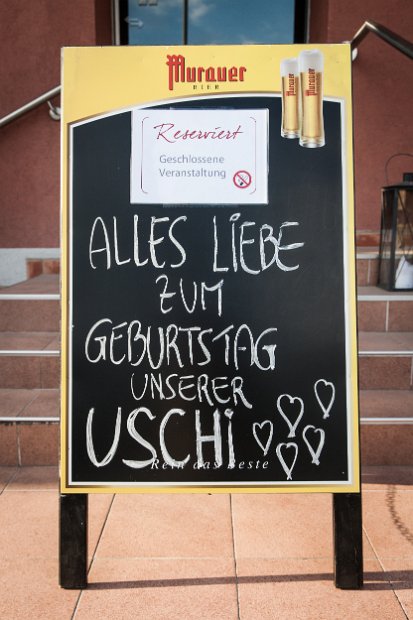 Murauer
BIER
Reserviert
Geschlossene
Veranstaltung
ALLES LIEBE
ZUM
GEBURTSTAG
UNSERER
USCHi
Rein das Beste